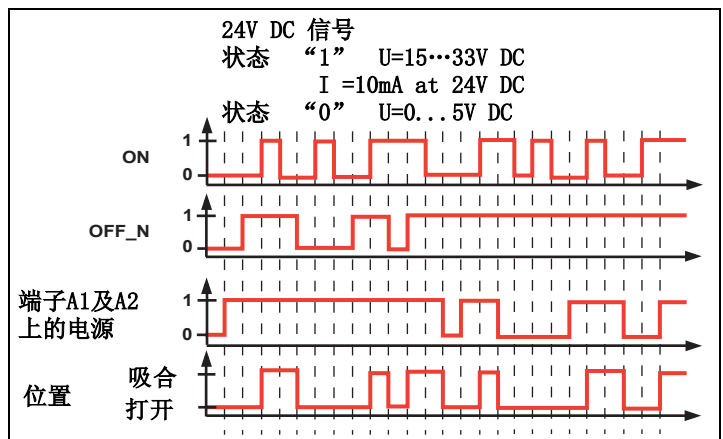 24V DC 信号
状态 “1” U=15···33V DC
I =10mA at 24V DC
状态 “0” U=0...5V DC
ON
1
0
OFF_N
1
0
端子A1及A2
上的电源
1
0
位置
吸合
打开